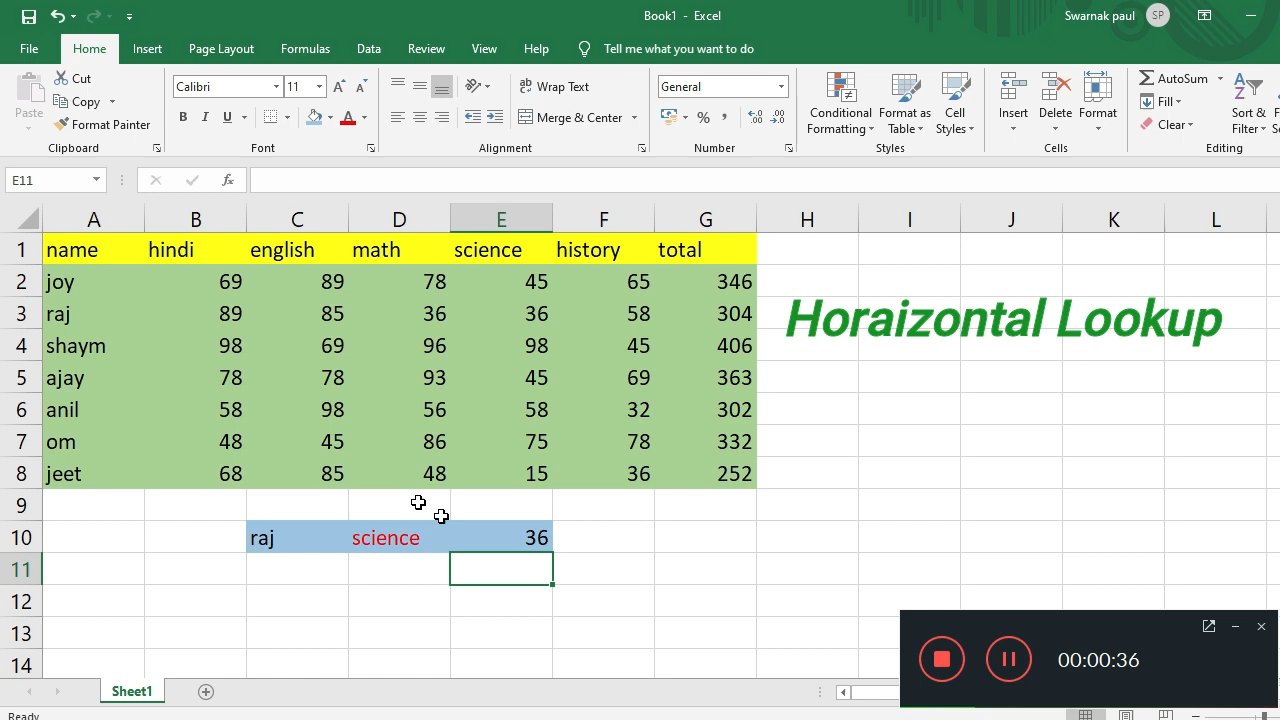 Book1 - Excel
Swarnak paul
SP
File Home Insert Page Layout Formulas Data Review View Help Tell me what you want to do
Paste
Cut
Copy
Format Painter
Clipboard
Calibri 11
B I U
Font
Wrap Text
Merge & Center
Alignment
General
Number
Conditional Formatting
Format as Table
Cell Styles
Styles
Insert Delete Format
Cells
AutoSum
Fill
Clear
Sort &
Filter
Editing
E11
fx
A B C D E F G H I J K L
1 name hindi english math science history total
2 joy 69 89 78 45 65 346
3 raj 89 85 36 36 58 304
4 shaym 98 69 96 98 45 406
5 ajay 78 78 93 45 69 363
6 anil 58 98 56 58 32 302
7 om 48 45 86 75 78 332
8 jeet 68 85 48 15 36 252
9
10 raj science 36
11
12
13
14
Horaizontal Lookup
00:00:36
Sheet1
Ready